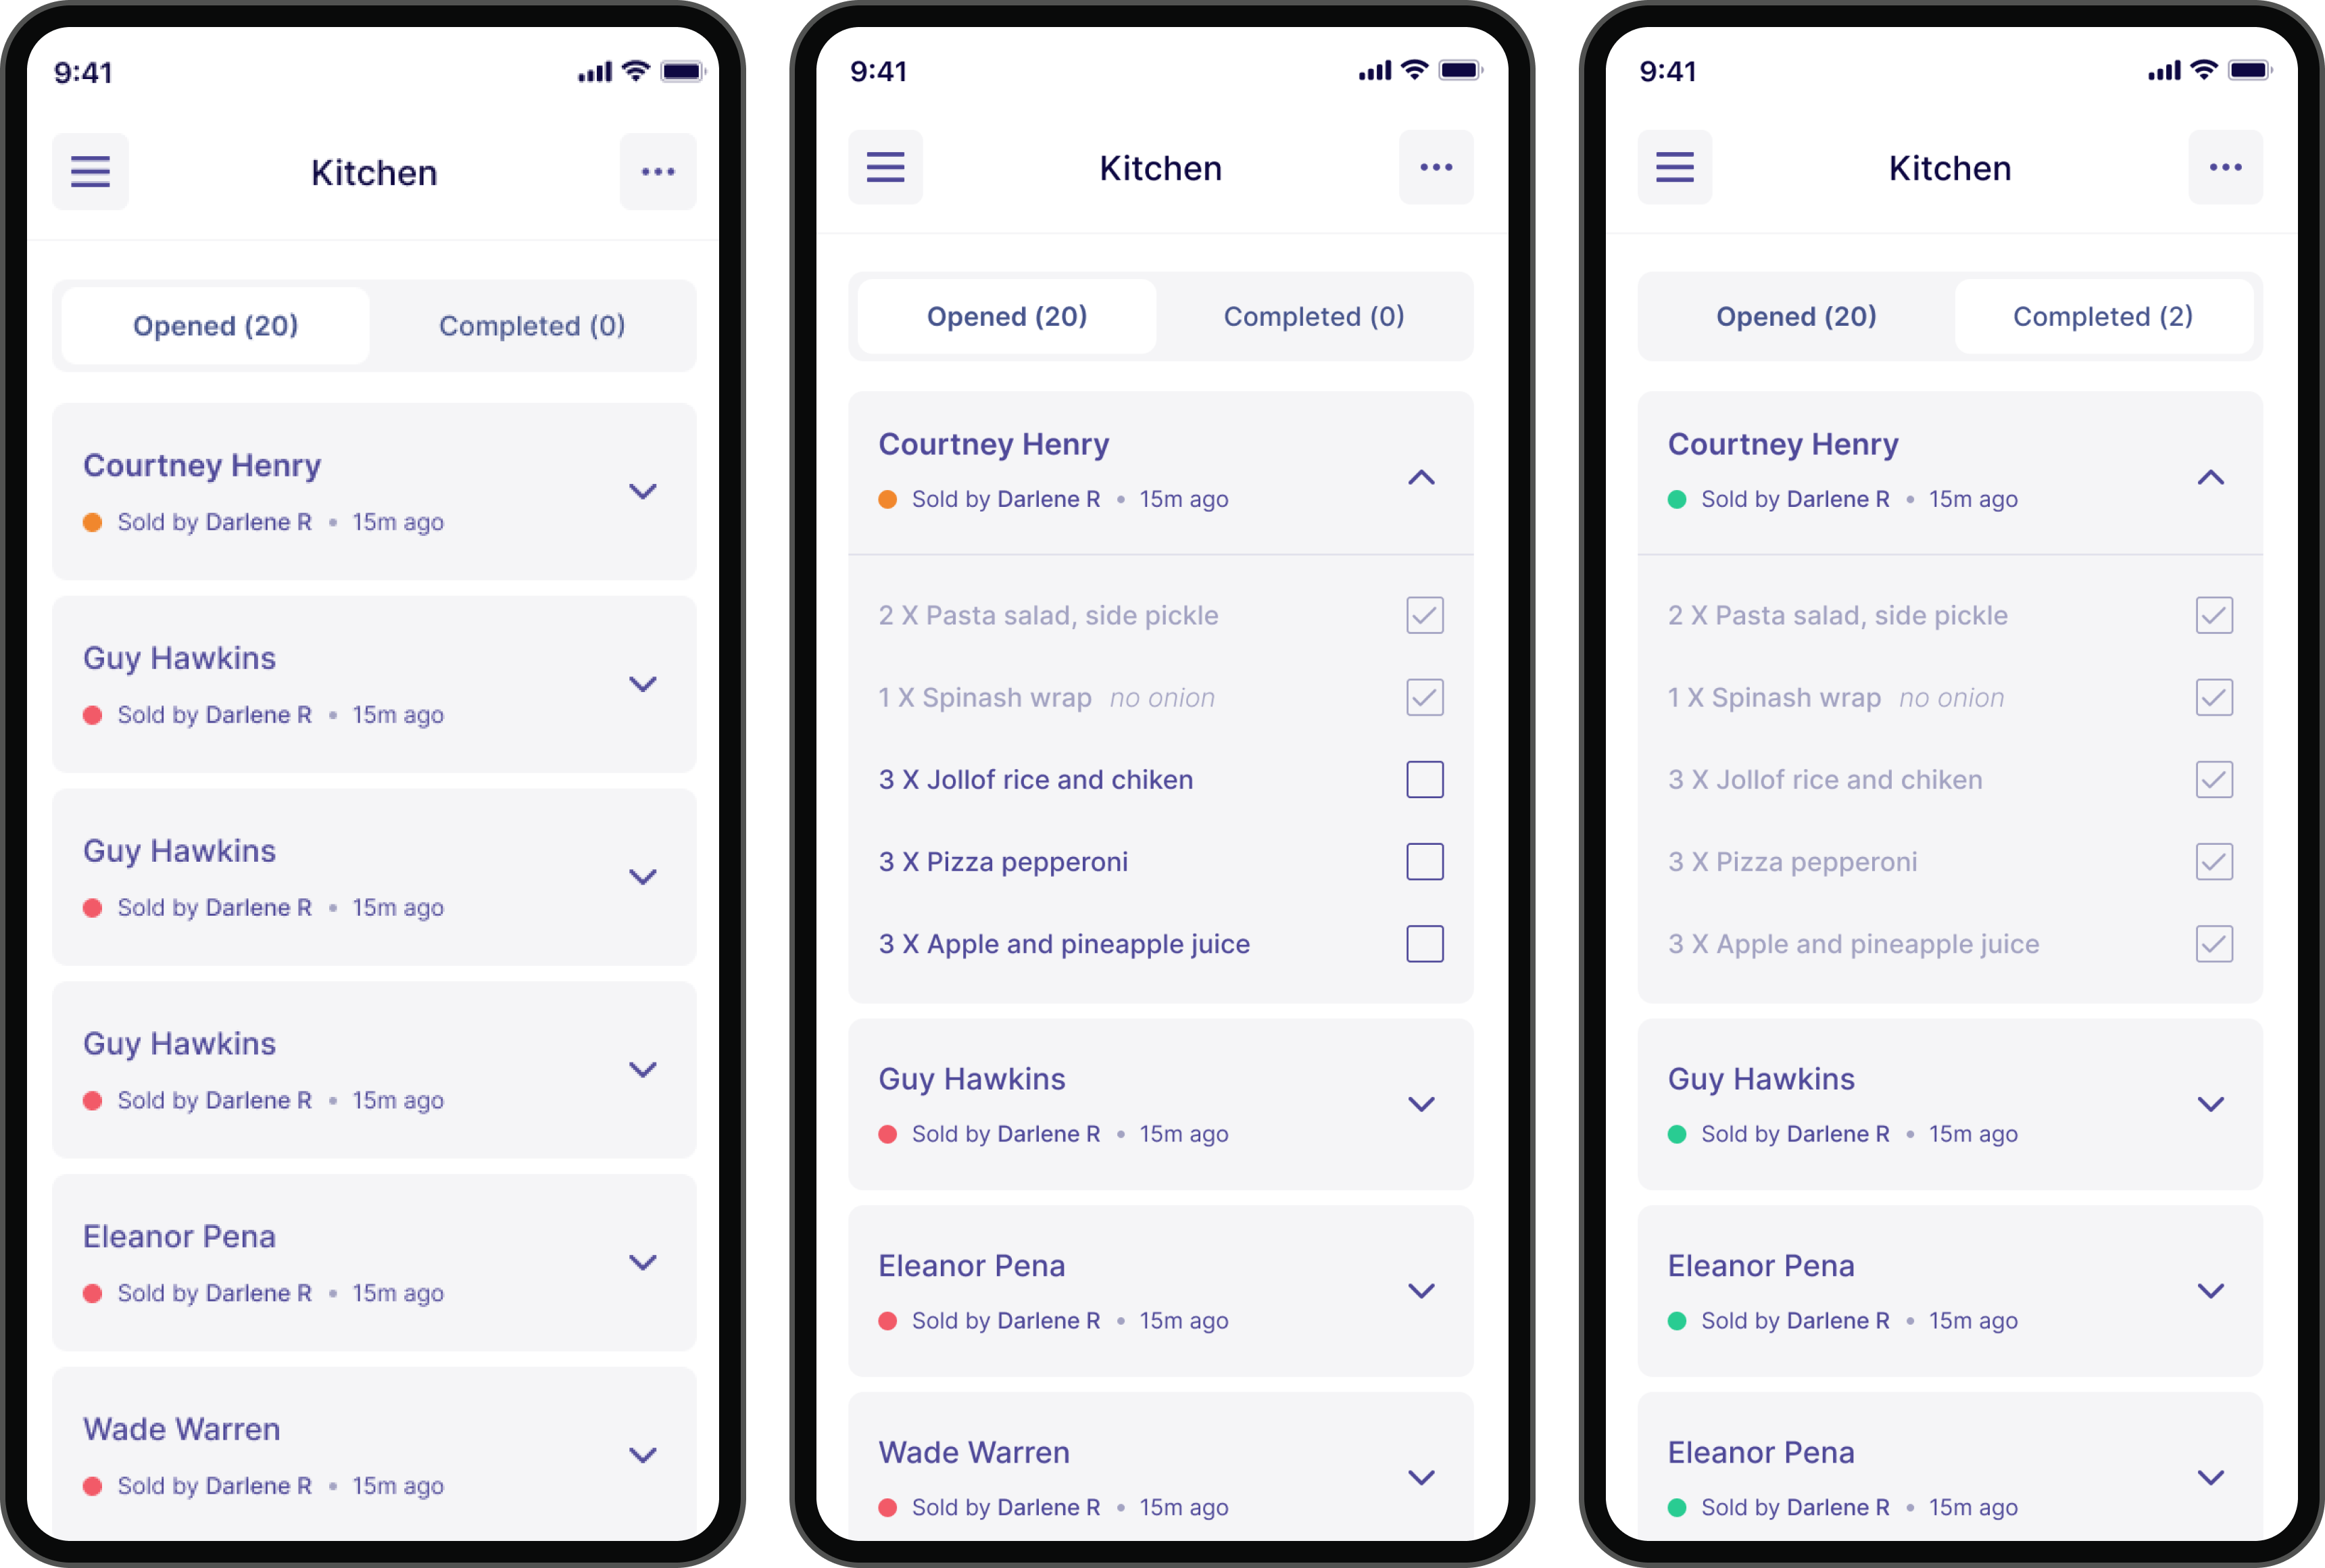 9:41
Kitchen
Opened (20) Completed (0)
Courtney Henry
Sold by Darlene R • 15m ago
Guy Hawkins
Sold by Darlene R • 15m ago
Guy Hawkins
Sold by Darlene R • 15m ago
Guy Hawkins
Sold by Darlene R • 15m ago
Eleanor Pena
Sold by Darlene R • 15m ago
Wade Warren
Sold by Darlene R • 15m ago
9:41
Kitchen
Opened (20) Completed (0)
Courtney Henry
Sold by Darlene R • 15m ago
2 X Pasta salad, side pickle
1 X Spinash wrap no onion
3 X Jollof rice and chiken
3 X Pizza pepperoni
3 X Apple and pineapple juice
Guy Hawkins
Sold by Darlene R • 15m ago
Eleanor Pena
Sold by Darlene R • 15m ago
Wade Warren
Sold by Darlene R • 15m ago
9:41
Kitchen
Opened (20) Completed (2)
Courtney Henry
Sold by Darlene R • 15m ago
2 X Pasta salad, side pickle
1 X Spinash wrap no onion
3 X Jollof rice and chiken
3 X Pizza pepperoni
3 X Apple and pineapple juice
Guy Hawkins
Sold by Darlene R • 15m ago
Eleanor Pena
Sold by Darlene R • 15m ago
Eleanor Pena
Sold by Darlene R • 15m ago